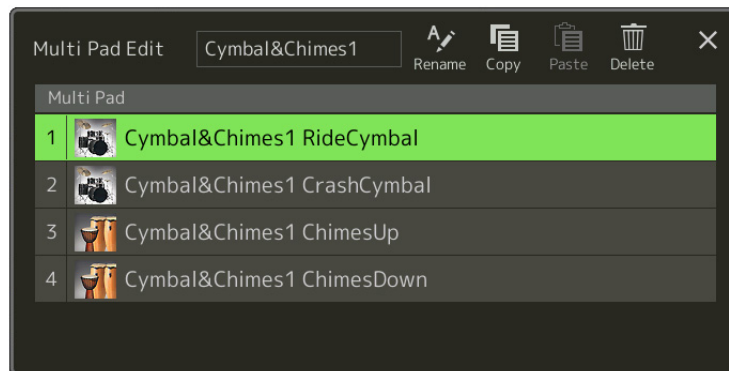 Multi Pad Edit Cymbal&Chimes1 Rename Copy Paste Delete
Multi Pad
1 Cymbal&Chimes1 RideCymbal
2 Cymbal&Chimes1 CrashCymbal
3 Cymbal&Chimes1 ChimesUp
4 Cymbal&Chimes1 ChimesDown